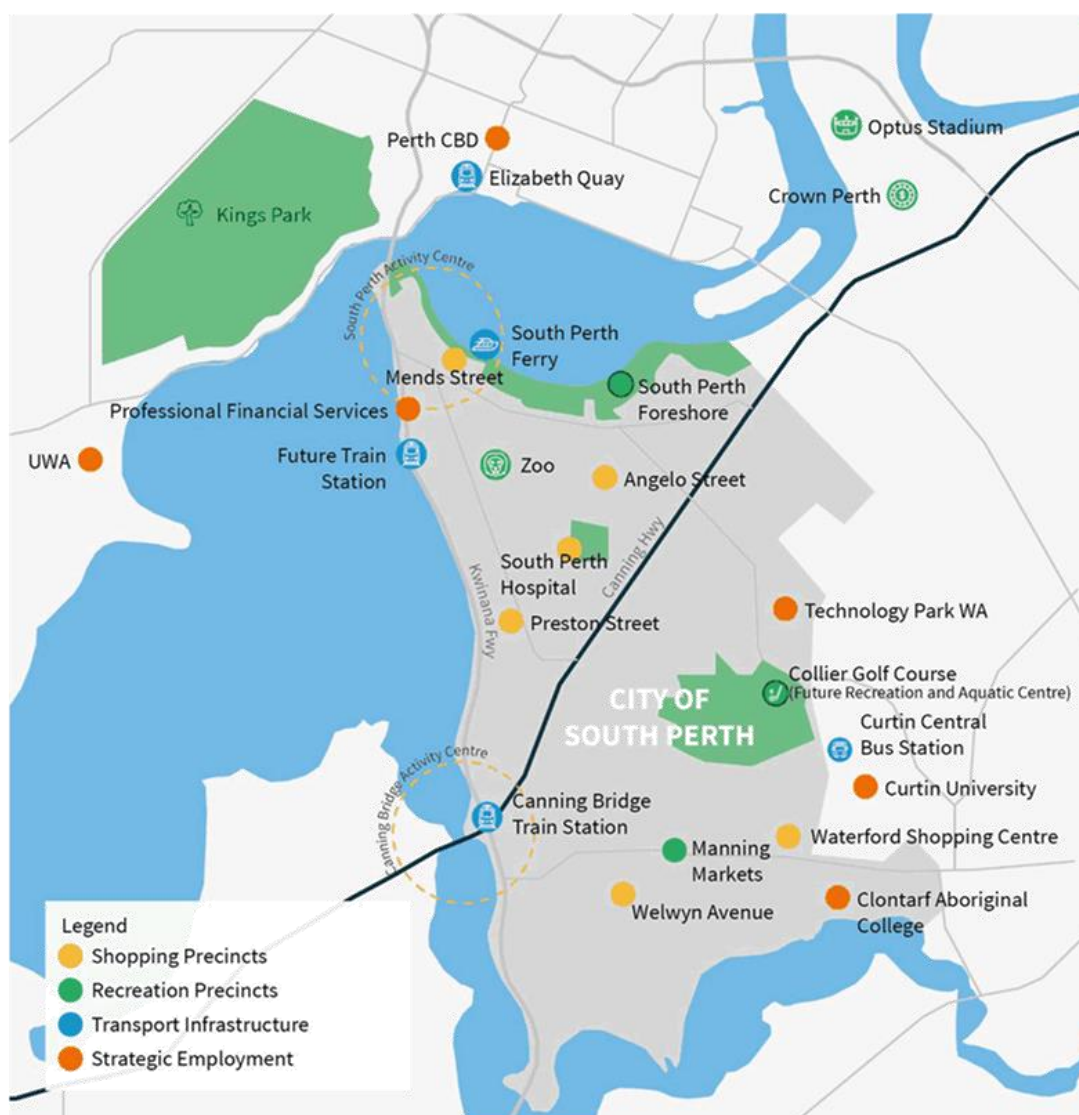 Optus Stadium
Perth CBD
Elizabeth Quay
Crown Perth
Kings Park
South Perth Activity Centre
South Perth
Ferry
Mends Street
South Perth
Foreshore
Professional Financial Services
UWA
Future Train
Station
Zoo
Angelo Street
Canning Hwy
South Perth
Hospital
Kwinana Fwy
Preston Street
Technology Park WA
Collier Golf Course
(Future Recreation and Aquatic Centre)
CITY OF
SOUTH PERTH
Curtin Central
Bus Station
Canning Bridge Activity Centre
Curtin University
Canning Bridge
Train Station
Waterford Shopping Centre
Manning
Markets
Welwyn Avenue
Clontarf Aboriginal
College
Legend
Shopping Precincts
Recreation Precincts
Transport Infrastructure
Strategic Employment